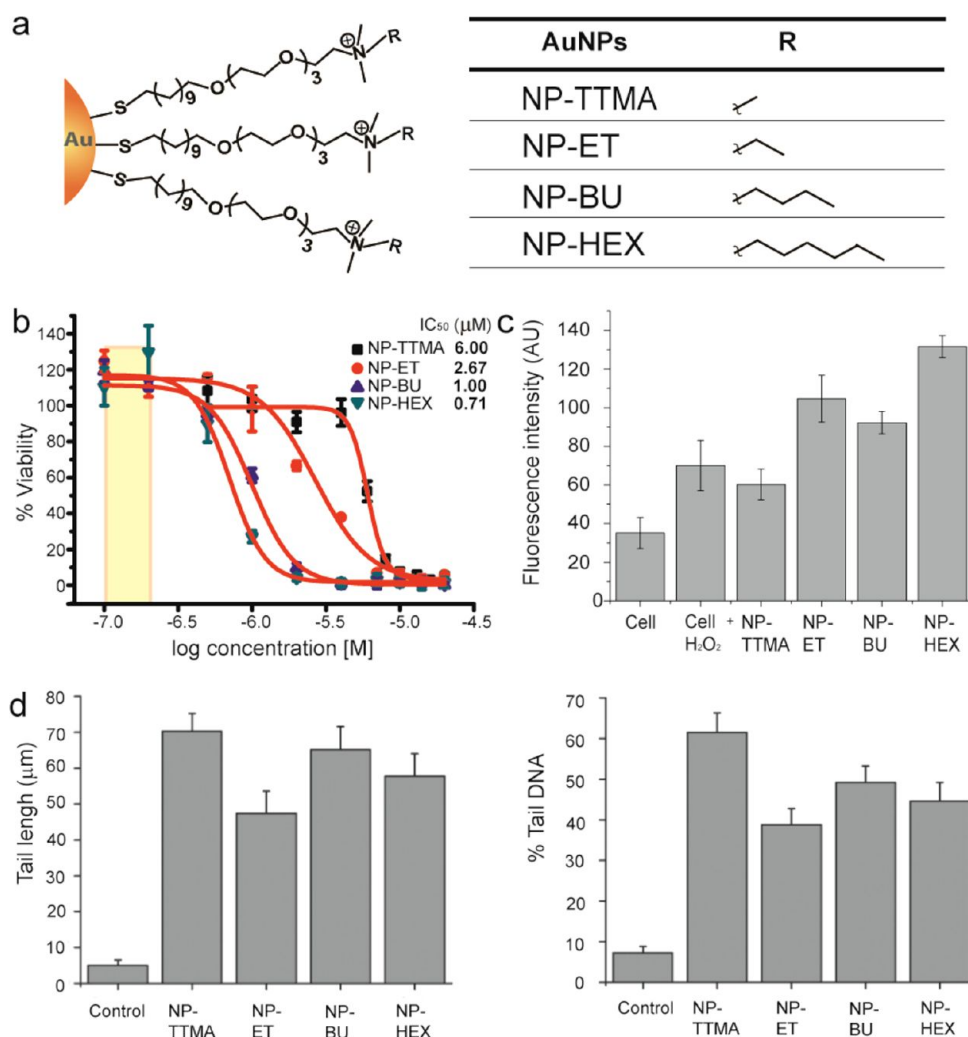 a
Au
S
9
O
O
3
⊕
N
R
S
9
O
O
3
⊕
N
R
S
9
O
O
3
⊕
N
R
AuNPs R
NP-TTMA
NP-ET
NP-BU
NP-HEX
b
IC₅₀ (μM)
NP-TTMA 6.00
NP-ET 2.67
NP-BU 1.00
NP-HEX 0.71
% Viability
140
120
100
80
60
40
20
0
-7.0 -6.5 -6.0 -5.5 -5.0 -4.5
log concentration [M]
c
Fluorescence intensity (AU)
140
120
100
80
60
40
20
00
Cell Cell + H₂O₂ NP-TTMA NP-ET NP-BU NP-HEX
d
Tail lengh (μm)
80
70
60
50
40
30
20
10
0
Control NP-TTMA NP-ET NP-BU NP-HEX
% Tail DNA
70
60
50
40
30
20
10
0
Control NP-TTMA NP-ET NP-BU NP-HEX